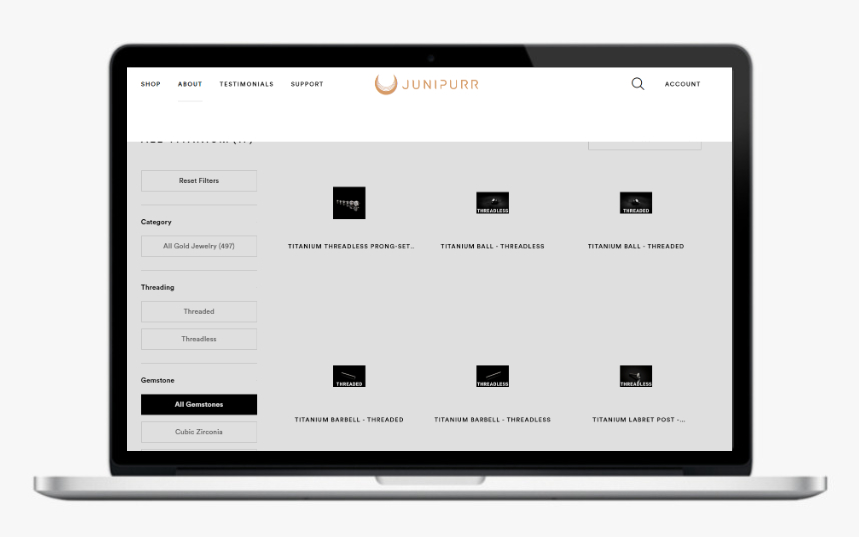 SHOP ABOUT TESTIMONIALS SUPPORT JUNIPURR ACCOUNT
Reset Filters
Category
All Gold Jewelry (497)
Threading
Threaded
Threadless
Gemstone
All Gemstones
Cubic Zirconia
THREADLESS THREADED
TITANIUM THREADLESS PRONG-SET... TITANIUM BALL - THREADLESS TITANIUM BALL - THREADED
THREADED THREADLESS THREADLESS
TITANIUM BARBELL - THREADED TITANIUM BARBELL - THREADLESS TITANIUM LABRET POST -...